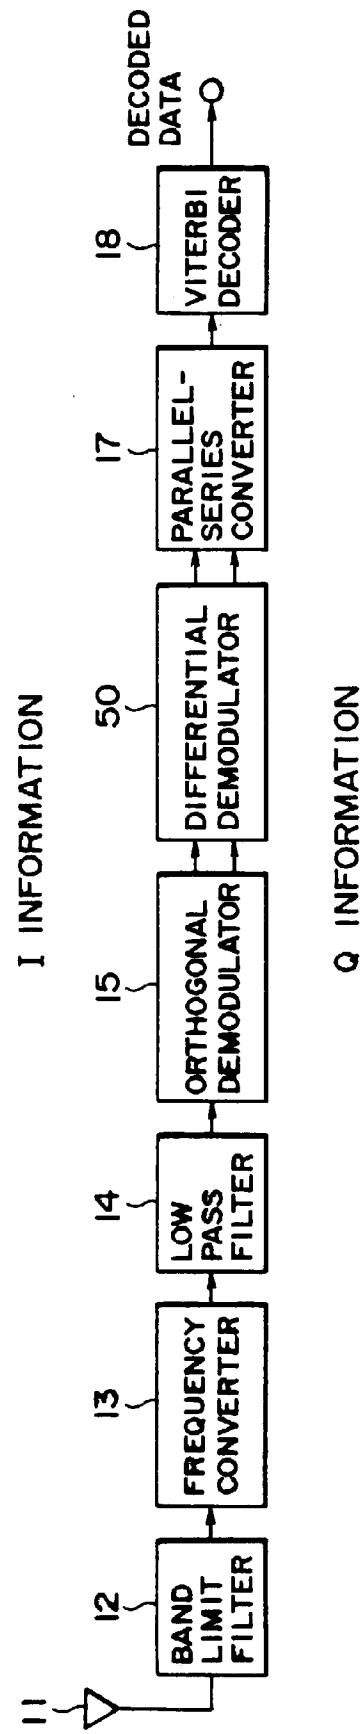 I INFORMATION
11
12
BAND
LIMIT
FILTER
13
FREQUENCY
CONVERTER
14
LOW
PASS
FILTER
15
ORTHOGONAL
DEMODULATOR
50
DIFFERENTIAL
DEMODULATOR
17
PARALLEL-
SERIES
CONVERTER
18
VITERBI
DECODER
DECODED
DATA
Q INFORMATION